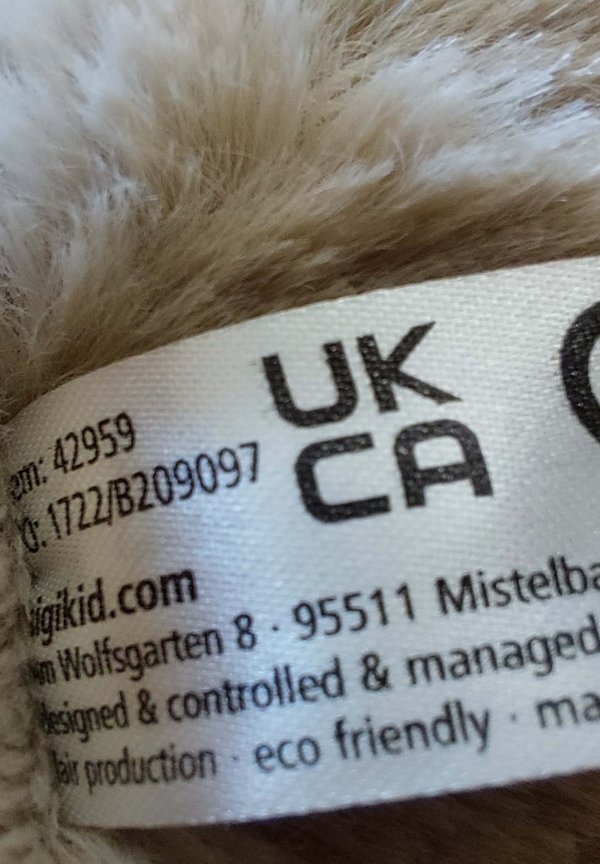 UK
CA
em: 42959
O: 1722/B209097
sigikid.com
m Wolfsgarten 8 · 95511 Mistelba
designed & controlled & managed
fair production · eco friendly · ma